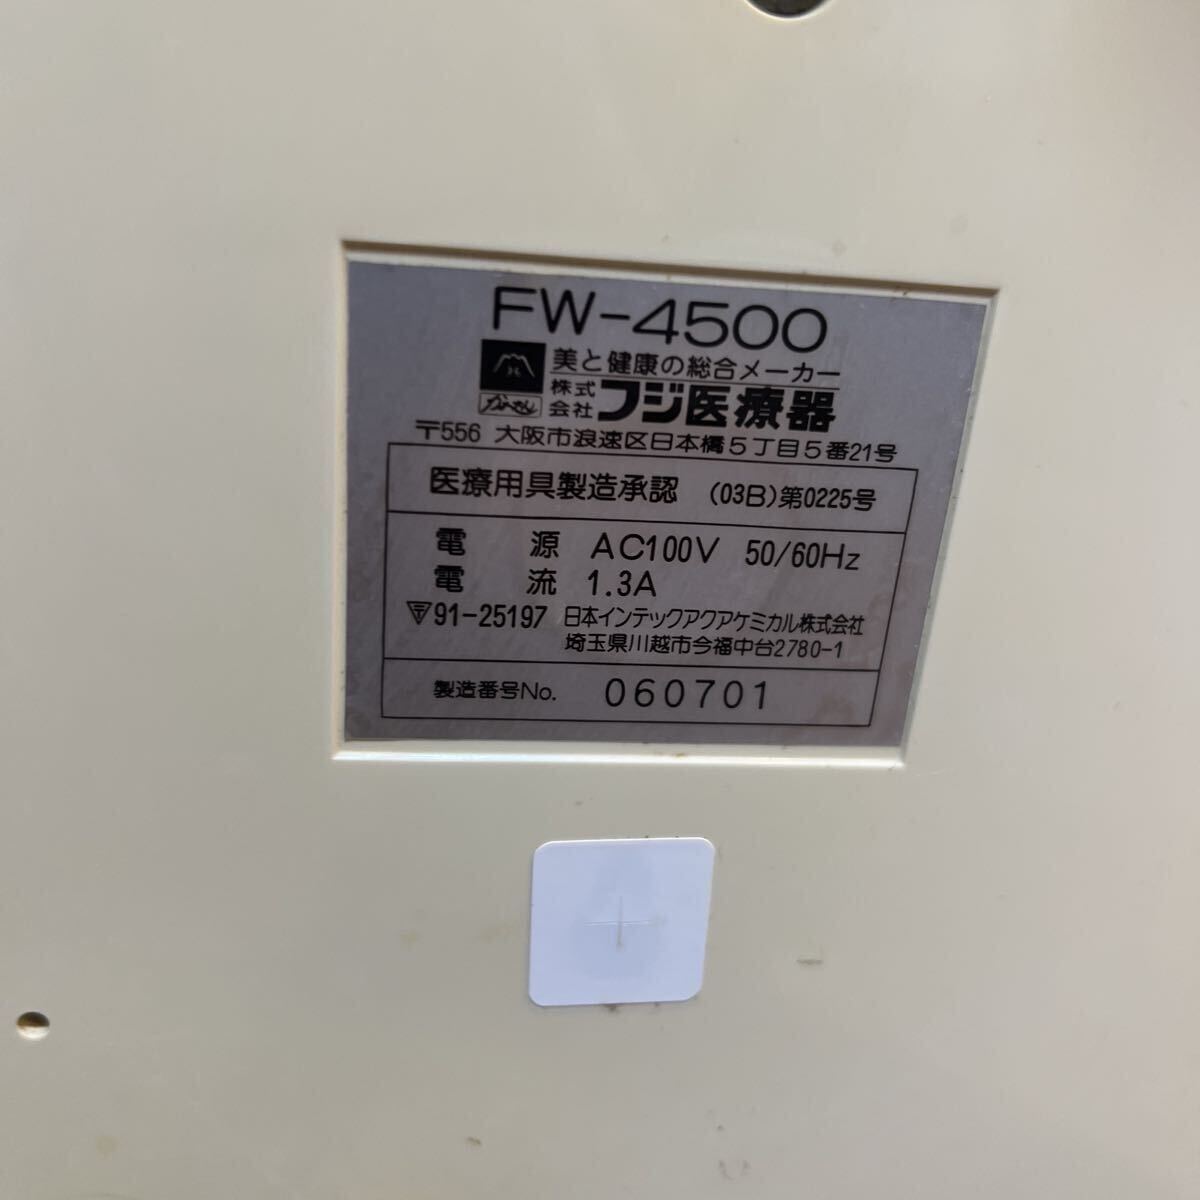 FW-4500
美と健康の総合メーカー
株式会社 フジ医療器
〒556 大阪市浪速区日本橋5丁目5番21号
医療用具製造承認 (03B)第0225号
電源 AC100V 50/60Hz
電流 1.3A
91-25197 日本インテックアクアケミカル株式会社
埼玉県川越市今福中台2780-1
製造番号No. 060701